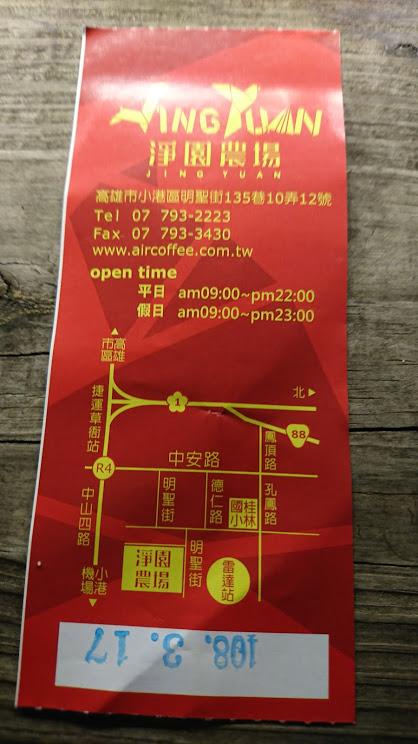 JING YUAN
淨園農場
JING YUAN
高雄市小港區明聖街135巷10弄12號
Tel 07 793-2223
Fax 07 793-3430
www.aircoffee.com.tw
open time
平日 am09:00~pm22:00
假日 am09:00~pm23:00
高雄市區
捷運草衙站
1
北
88
鳳頂路
R4
中安路
中山四路
明聖街
德仁路
桂林國小
孔鳳路
淨園農場
明聖街
雷達站
小港機場
108. 3. 17